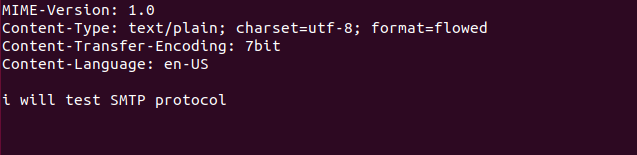 MIME-Version: 1.0
Content-Type: text/plain; charset=utf-8; format=flowed
Content-Transfer-Encoding: 7bit
Content-Language: en-US

i will test SMTP protocol